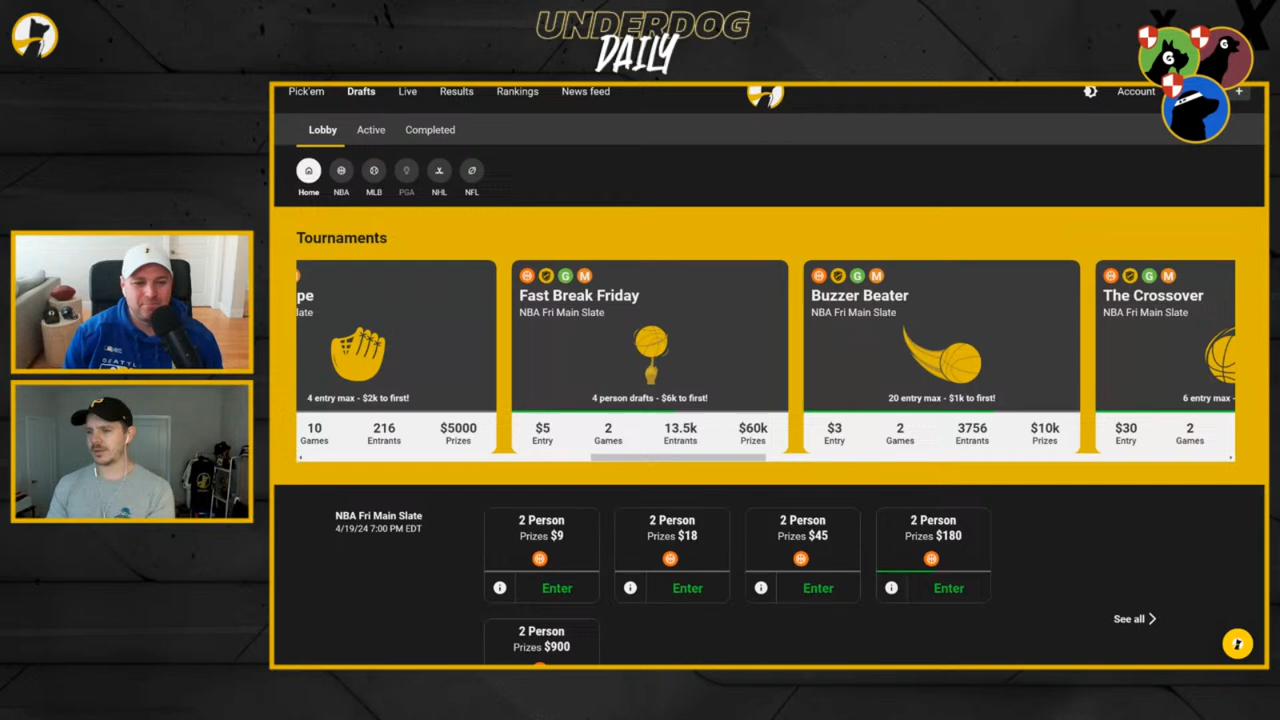 UNDERDOG
DAILY
Pick'em Drafts Live Results Rankings News feed Account +
Lobby Active Completed
Home NBA MLB PGA NHL NFL
Tournaments
pe
late
4 entry max - $2k to first!
10 216 $5000
Games Entrants Prizes
G M
Fast Break Friday
NBA Fri Main Slate
4 person drafts - $6k to first!
$5 2 13.5k $60k
Entry Games Entrants Prizes
G M
Buzzer Beater
NBA Fri Main Slate
20 entry max - $1k to first!
$3 2 3756 $10k
Entry Games Entrants Prizes
G M
The Crossover
NBA Fri Main Slate
6 entry max -
$30 2
Entry Games
NBA Fri Main Slate
4/19/24 7:00 PM EDT
2 Person
Prizes $9
Enter
2 Person
Prizes $18
Enter
2 Person
Prizes $45
Enter
2 Person
Prizes $180
Enter
2 Person
Prizes $900
See all
G
G